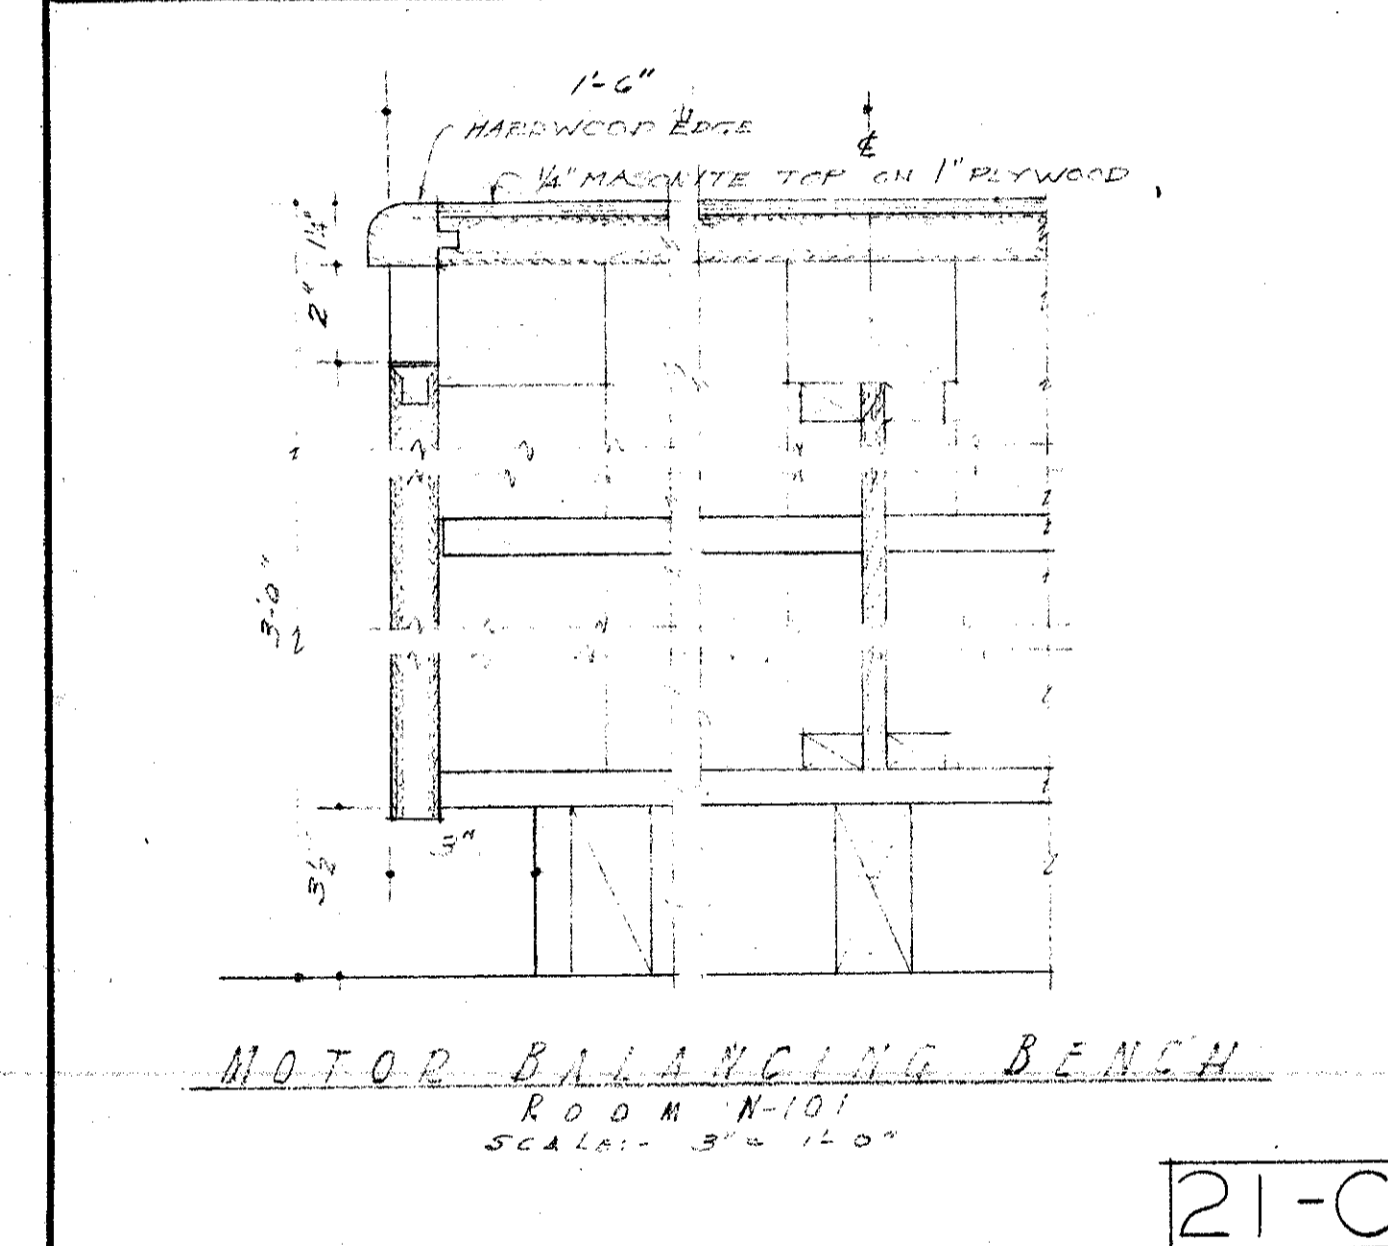 1'-6"
HARDWOOD EDGE
℄
1/4" MASONITE TOP ON 1" PLYWOOD
1 1/4"
2"
3'-0"
3"
3 1/2
MOTOR BALANCING BENCH
ROOM N-101
SCALE:- 3" = 1'-0"
21-C